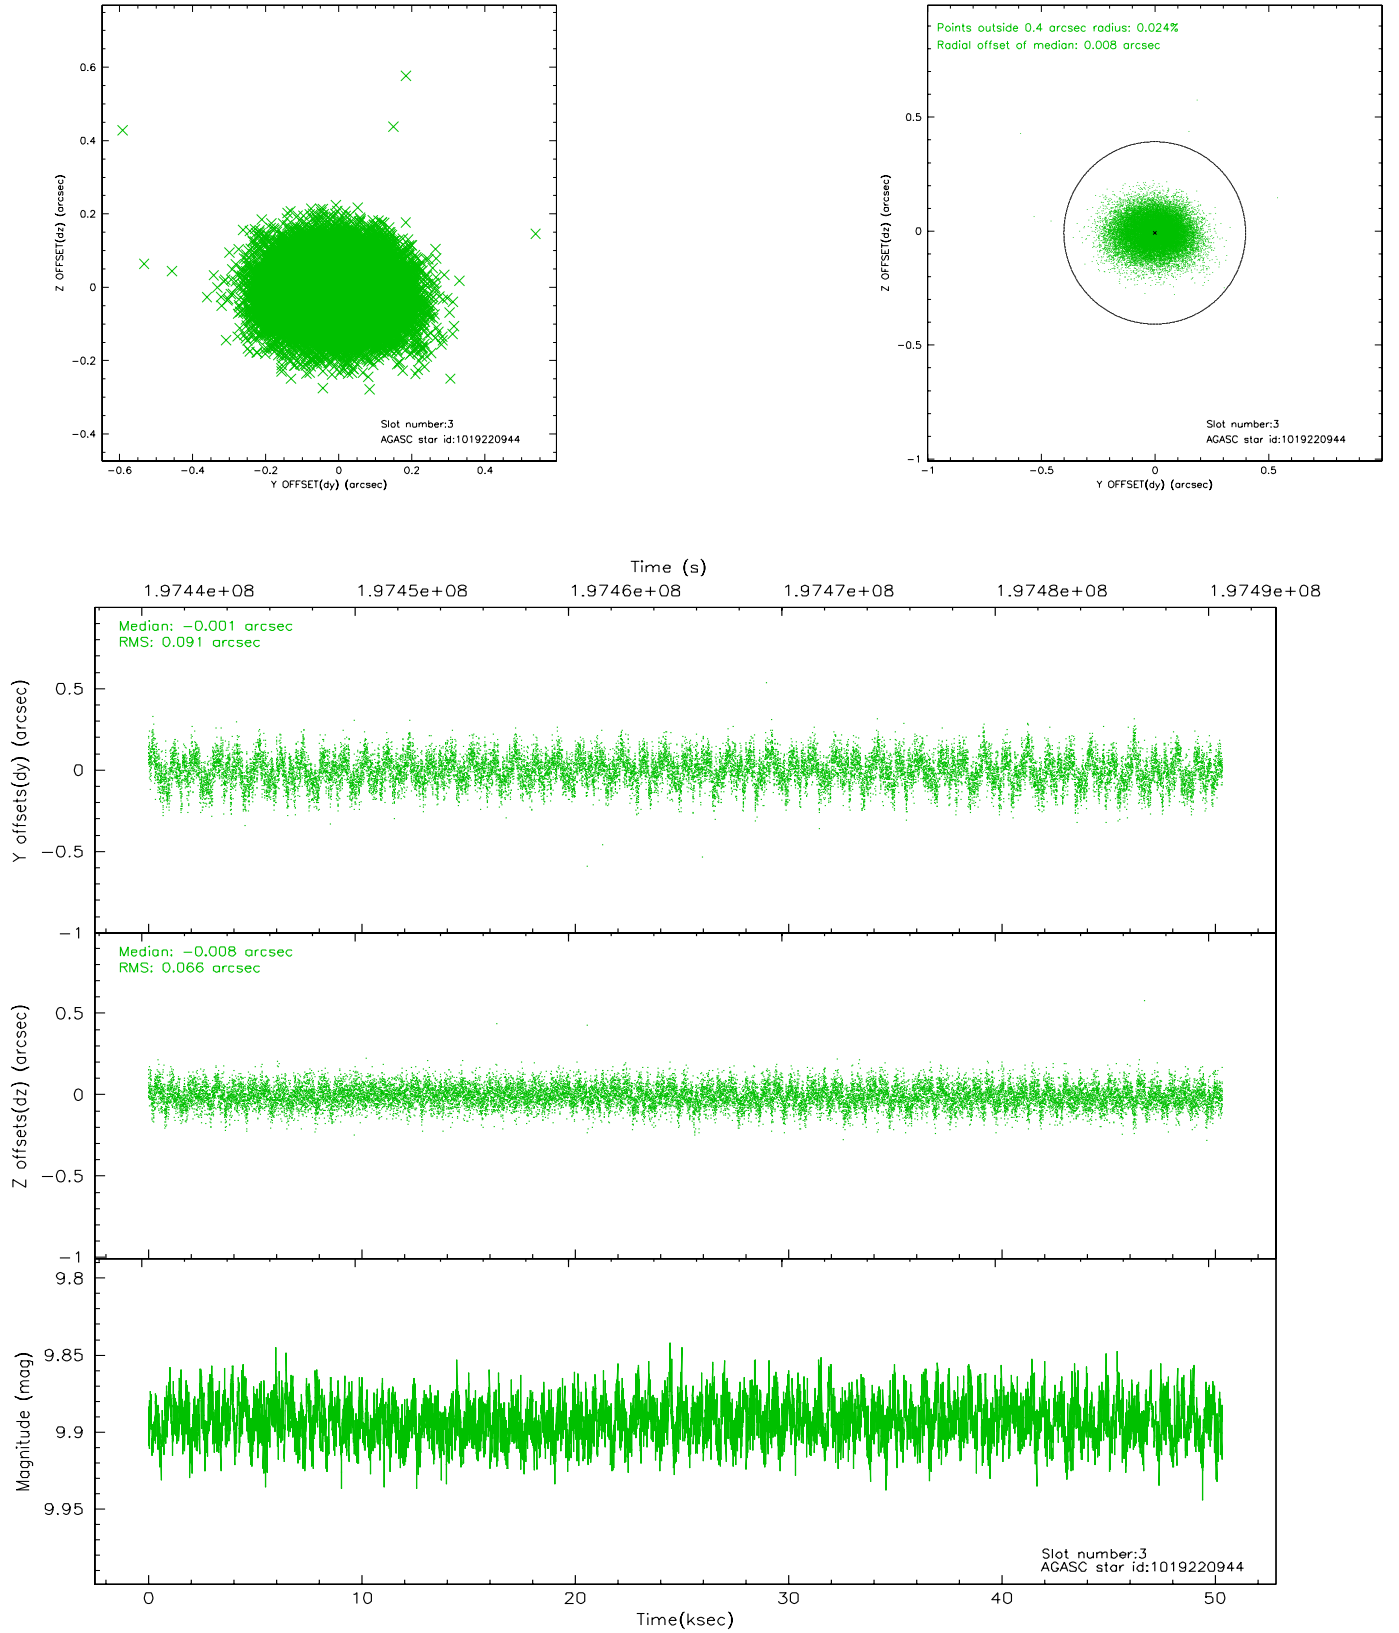 0.6
0.4
0.2
0
−0.2
−0.4
Z OFFSET(dz) (arcsec)
Slot number:3
AGASC star id:1019220944
−0.6 −0.4 −0.2 0 0.2 0.4
Y OFFSET(dy) (arcsec)
Points outside 0.4 arcsec radius: 0.024%
Radial offset of median: 0.008 arcsec
0.5
0
−0.5
−1
Z OFFSET(dz) (arcsec)
Slot number:3
AGASC star id:1019220944
−1 −0.5 0 0.5
Y OFFSET(dy) (arcsec)
Time (s)
1.9744e+08 1.9745e+08 1.9746e+08 1.9747e+08 1.9748e+08 1.9749e+08
Median: −0.001 arcsec
RMS: 0.091 arcsec
0.5
0
−0.5
−1
Y offsets(dy) (arcsec)
Median: −0.008 arcsec
RMS: 0.066 arcsec
0.5
0
−0.5
−1
Z offsets(dz) (arcsec)
9.8
9.85
9.9
9.95
Magnitude (mag)
Slot number:3
AGASC star id:1019220944
0 10 20 30 40 50
Time(ksec)